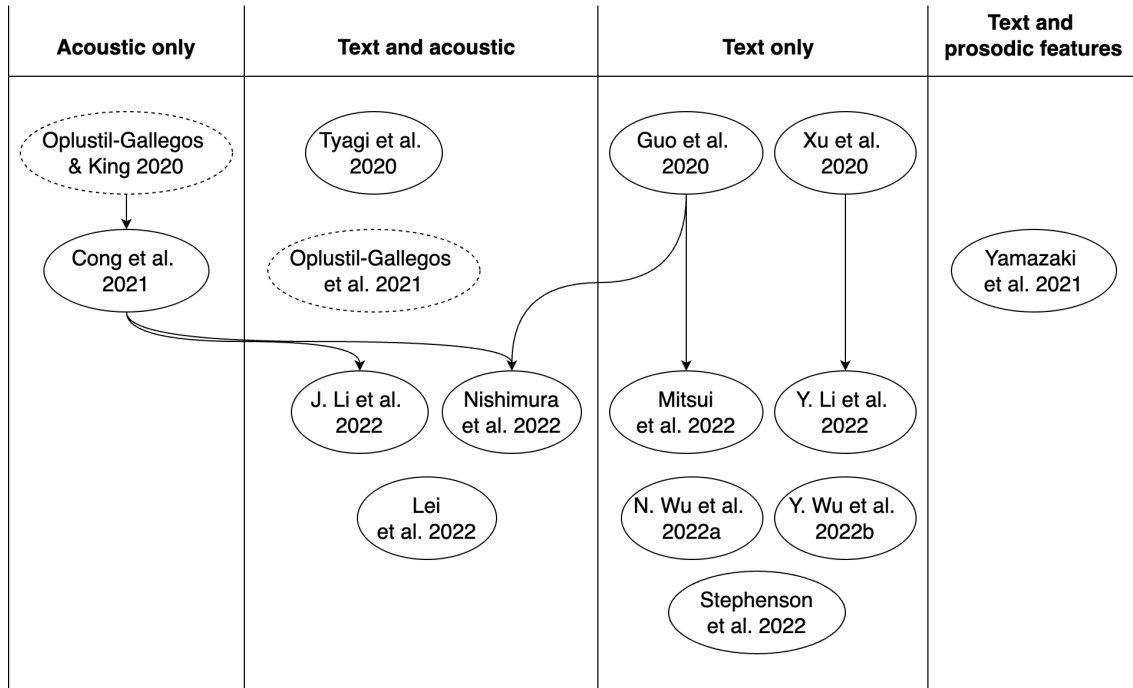 Acoustic only
Text and acoustic
Text only
Text and
prosodic features
Oplustil-Gallegos
& King 2020
Tyagi et al.
2020
Guo et al.
2020
Xu et al.
2020
Cong et al.
2021
Oplustil-Gallegos
et al. 2021
Yamazaki
et al. 2021
J. Li et al.
2022
Nishimura
et al. 2022
Mitsui
et al. 2022
Y. Li et al.
2022
Lei
et al. 2022
N. Wu et al.
2022a
Y. Wu et al.
2022b
Stephenson
et al. 2022